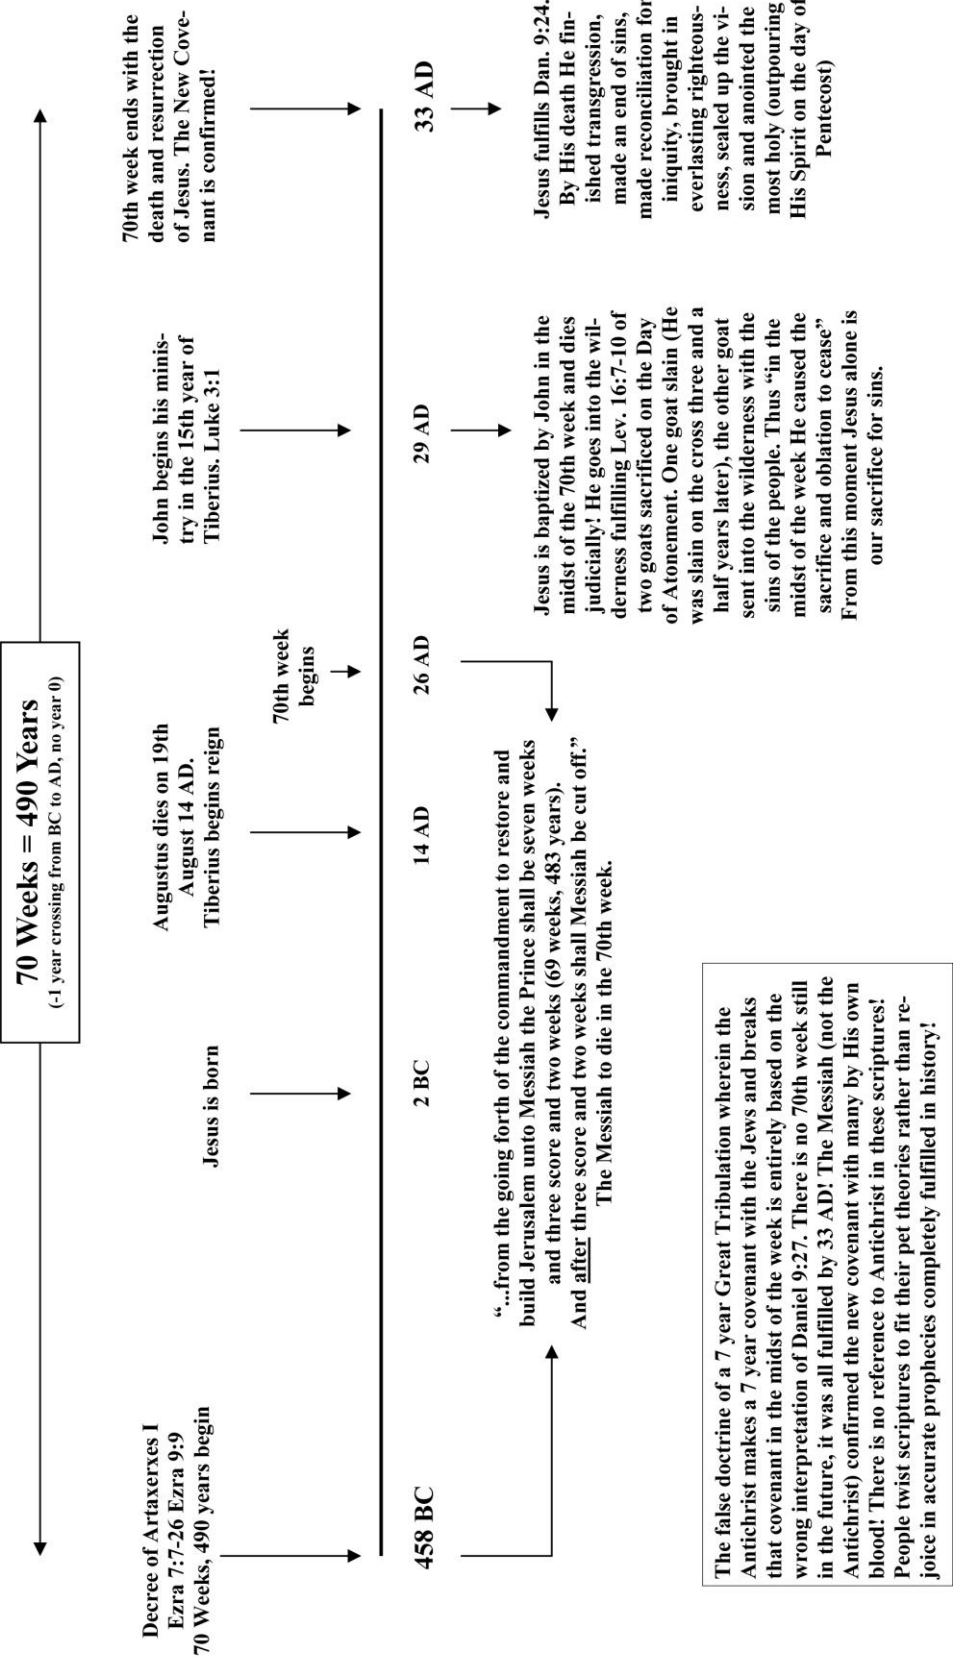 70 Weeks = 490 Years
(-1 year crossing from BC to AD, no year 0)
Decree of Artaxerxes I
Ezra 7:7-26 Ezra 9:9
70 Weeks, 490 years begin
Jesus is born
Augustus dies on 19th
August 14 AD.
Tiberius begins reign
70th week
begins
John begins his minis-
try in the 15th year of
Tiberius. Luke 3:1
70th week ends with the
death and resurrection
of Jesus. The New Cove-
nant is confirmed!
458 BC
2 BC
14 AD
26 AD
29 AD
33 AD
“...from the going forth of the commandment to restore and
build Jerusalem unto Messiah the Prince shall be seven weeks
and three score and two weeks (69 weeks, 483 years).
And after three score and two weeks shall Messiah be cut off.”
The Messiah to die in the 70th week.
Jesus is baptized by John in the
midst of the 70th week and dies
judicially! He goes into the wil-
derness fulfilling Lev. 16:7-10 of
two goats sacrificed on the Day
of Atonement. One goat slain (He
was slain on the cross three and a
half years later), the other goat
sent into the wilderness with the
sins of the people. Thus “in the
midst of the week He caused the
sacrifice and oblation to cease”
From this moment Jesus alone is
our sacrifice for sins.
Jesus fulfills Dan. 9:24.
By His death He fin-
ished transgression,
made an end of sins,
made reconciliation for
iniquity, brought in
everlasting righteous-
ness, sealed up the vi-
sion and anointed the
most holy (outpouring
His Spirit on the day of
Pentecost)
The false doctrine of a 7 year Great Tribulation wherein the
Antichrist makes a 7 year covenant with the Jews and breaks
that covenant in the midst of the week is entirely based on the
wrong interpretation of Daniel 9:27. There is no 70th week still
in the future, it was all fulfilled by 33 AD! The Messiah (not the
Antichrist) confirmed the new covenant with many by His own
blood! There is no reference to Antichrist in these scriptures!
People twist scriptures to fit their pet theories rather than re-
joice in accurate prophecies completely fulfilled in history!